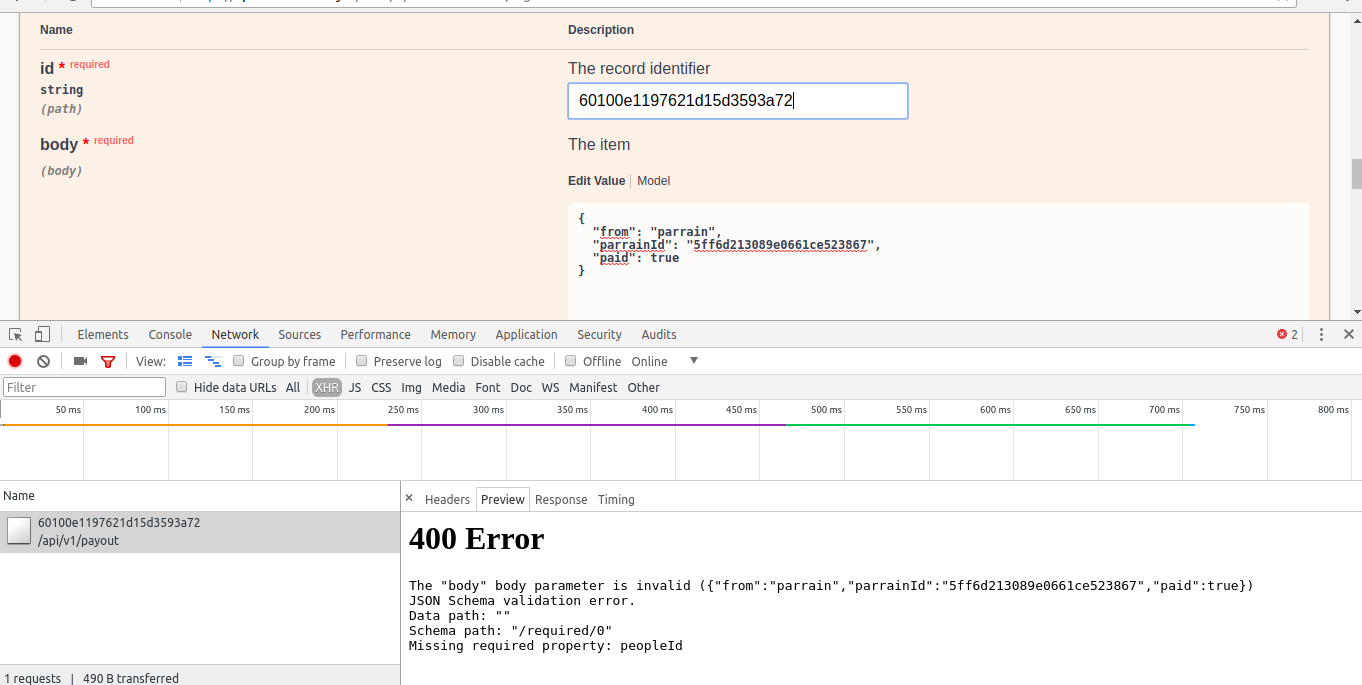 Name Description
id * required The record identifier
string
(path)
60100e1197621d15d3593a72
body * required The item
(body)
Edit Value Model
{
"from": "parrain",
"parrainId": "5ff6d213089e0661ce523867",
"paid": true
}
Elements Console Network Sources Performance Memory Application Security Audits 2
View: Group by frame Preserve log Disable cache Offline Online
Filter Hide data URLs All XHR JS CSS Img Media Font Doc WS Manifest Other
50 ms 100 ms 150 ms 200 ms 250 ms 300 ms 350 ms 400 ms 450 ms 500 ms 550 ms 600 ms 650 ms 700 ms 750 ms 800 ms
Name
60100e1197621d15d3593a72
/api/v1/payout
1 requests | 490 B transferred
× Headers Preview Response Timing
400 Error
The "body" body parameter is invalid ({"from":"parrain","parrainId":"5ff6d213089e0661ce523867","paid":true})
JSON Schema validation error.
Data path: ""
Schema path: "/required/0"
Missing required property: peopleId